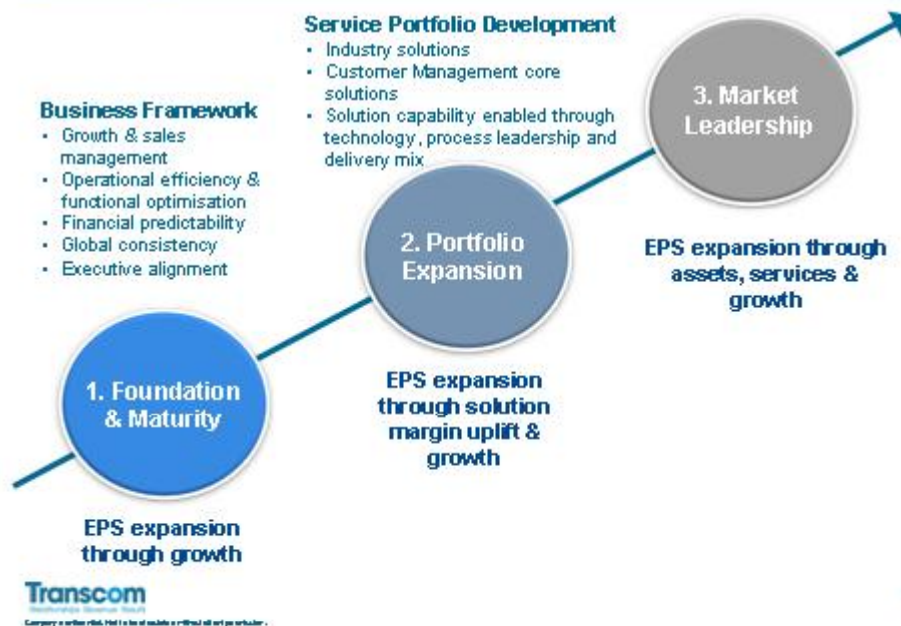 Service Portfolio Development
• Industry solutions
• Customer Management core
solutions
• Solution capability enabled through
technology, process leadership and
delivery mix
Business Framework
• Growth & sales
management
• Operational efficiency &
functional optimisation
• Financial predictability
• Global consistency
• Executive alignment
3. Market
Leadership
2. Portfolio
Expansion
1. Foundation
& Maturity
EPS expansion through
assets, services &
growth
EPS expansion
through solution
margin uplift &
growth
EPS expansion
through growth
Transcom